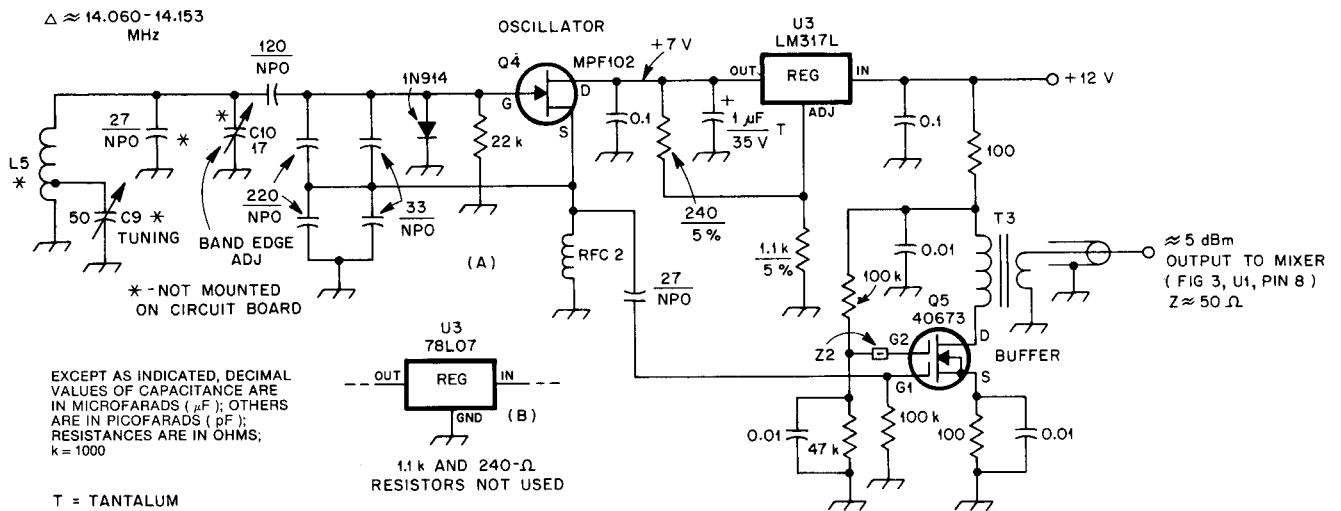 Δ ≈ 14.060-14.153
MHz
OSCILLATOR
U3
LM317L
120
NPO
1N914
Q4
MPF102
+7 V
OUT
REG
IN
ADJ
+12 V
G
D
S
27
NPO
*
*
C10
17
L5
*
50
C9 *
TUNING
220
NPO
33
NPO
22 k
0.1
+
1 μF
35 V
T
0.1
100
BAND EDGE
ADJ
(A)
RFC 2
240
5 %
1.1 k
5 %
0.01
T3
≈ 5 dBm
OUTPUT TO MIXER
( FIG 3, U1, PIN 8 )
Z ≈ 50 Ω
* - NOT MOUNTED
ON CIRCUIT BOARD
27
NPO
100 k
Q5
40673
D
BUFFER
Z2
G2
G1
S
U3
78L07
OUT
REG
IN
GND
(B)
EXCEPT AS INDICATED, DECIMAL
VALUES OF CAPACITANCE ARE
IN MICROFARADS ( μF ); OTHERS
ARE IN PICOFARADS ( pF );
RESISTANCES ARE IN OHMS;
k = 1000
0.01
47 k
100 k
100
0.01
1.1 k AND 240-Ω
RESISTORS NOT USED
T = TANTALUM